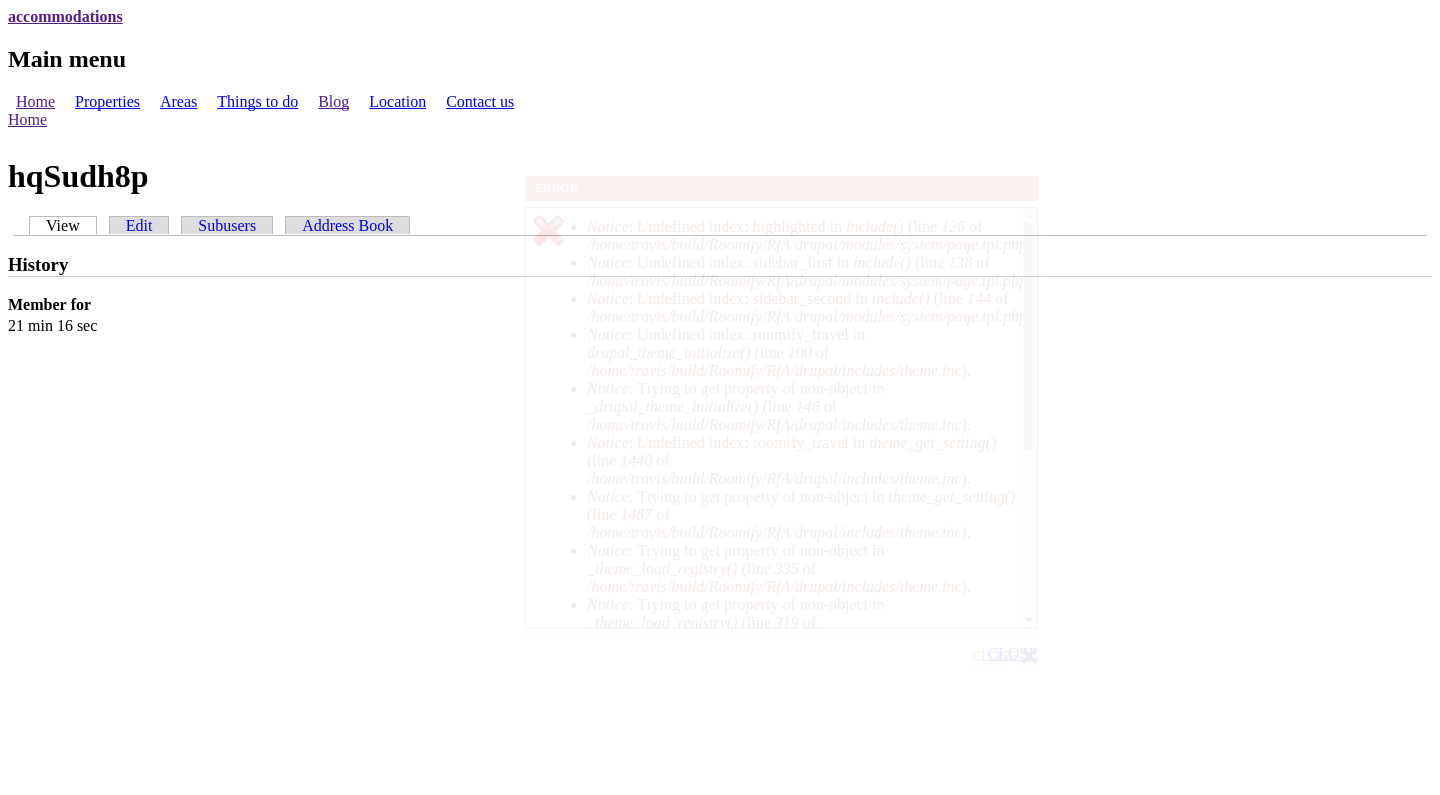 accommodations
Main menu
Home Properties Areas Things to do Blog Location Contact us
Home
hqSudh8p
View Edit Subusers Address Book
History
Member for
21 min 16 sec
ERROR
Notice: Undefined index: highlighted in include() (line 126 of
/home/travis/build/Roomify/RfA/drupal/modules/system/page.tpl.php
Notice: Undefined index: sidebar_first in include() (line 138 of
/home/travis/build/Roomify/RfA/drupal/modules/system/page.tpl.php
Notice: Undefined index: sidebar_second in include() (line 144 of
/home/travis/build/Roomify/RfA/drupal/modules/system/page.tpl.php
Notice: Undefined index: roomify_travel in
drupal_theme_initialize() (line 100 of
/home/travis/build/Roomify/RfA/drupal/includes/theme.inc).
Notice: Trying to get property of non-object in
_drupal_theme_initialize() (line 146 of
/home/travis/build/Roomify/RfA/drupal/includes/theme.inc).
Notice: Undefined index: roomify_travel in theme_get_setting()
(line 1440 of
/home/travis/build/Roomify/RfA/drupal/includes/theme.inc).
Notice: Trying to get property of non-object in theme_get_setting()
(line 1487 of
/home/travis/build/Roomify/RfA/drupal/includes/theme.inc).
Notice: Trying to get property of non-object in
_theme_load_registry() (line 335 of
/home/travis/build/Roomify/RfA/drupal/includes/theme.inc).
Notice: Trying to get property of non-object in
_theme_load_registry() (line 319 of
CLOSE